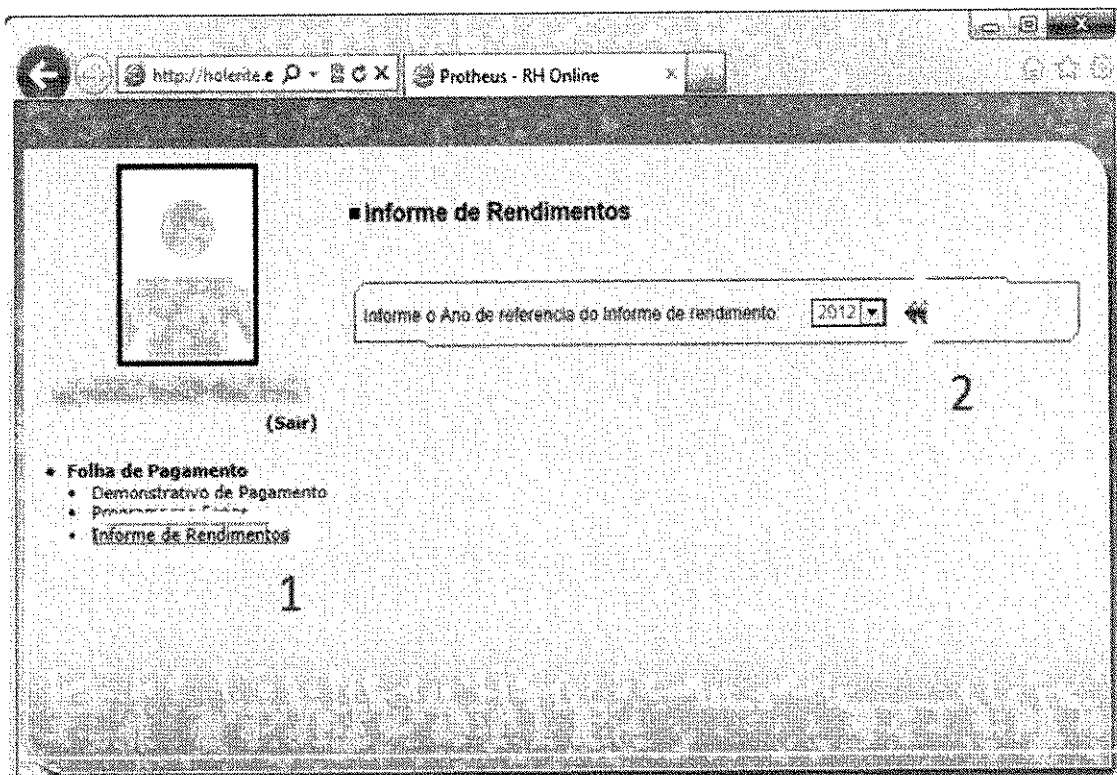 http://holerite.e
Protheus - RH Online
Informe de Rendimentos
Informe o Ano de referencia do Informe de rendimento: 2012
2
(Sair)
Folha de Pagamento
Demonstrativo de Pagamento
Informe de Rendimentos
1